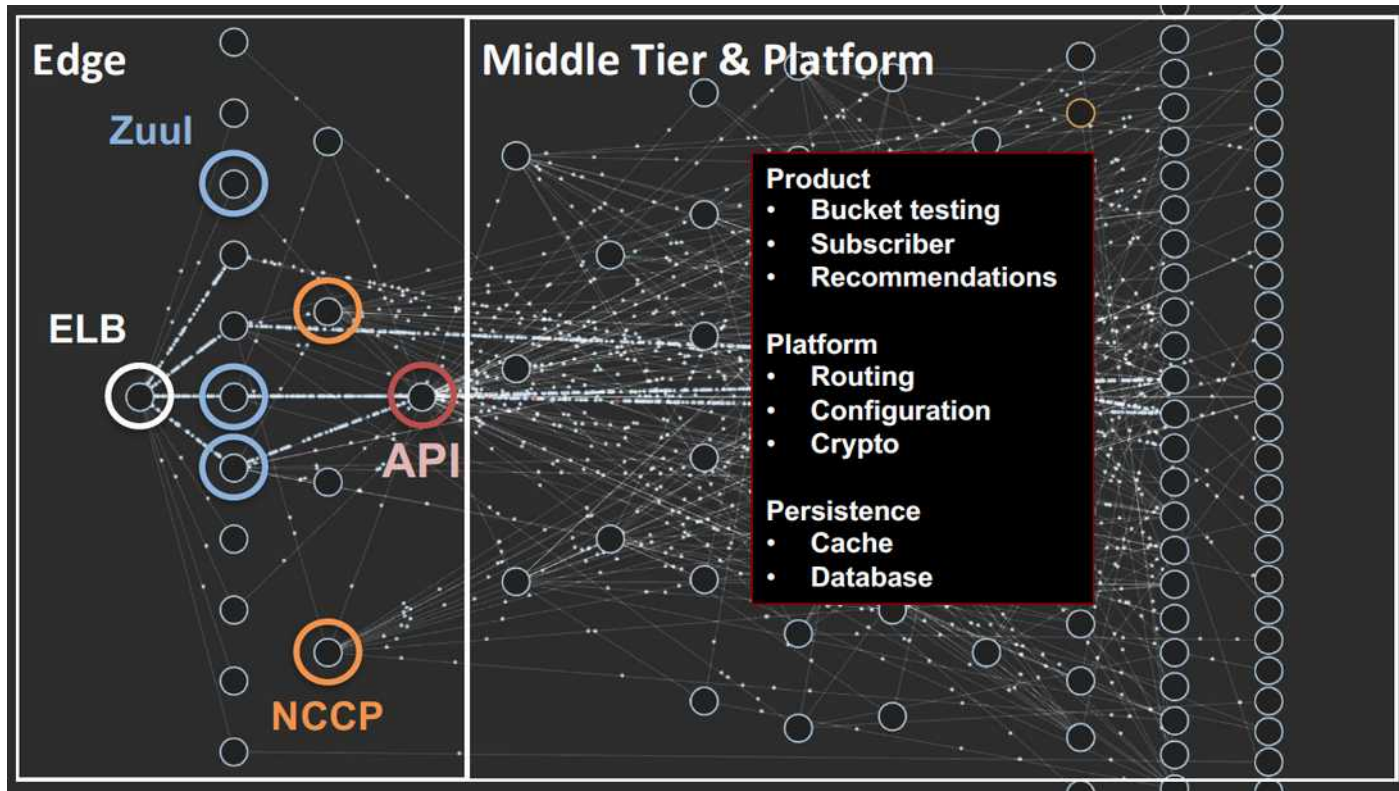 Edge
Middle Tier & Platform
Zuul
ELB
API
NCCP
Product
• Bucket testing
• Subscriber
• Recommendations
Platform
• Routing
• Configuration
• Crypto
Persistence
• Cache
• Database